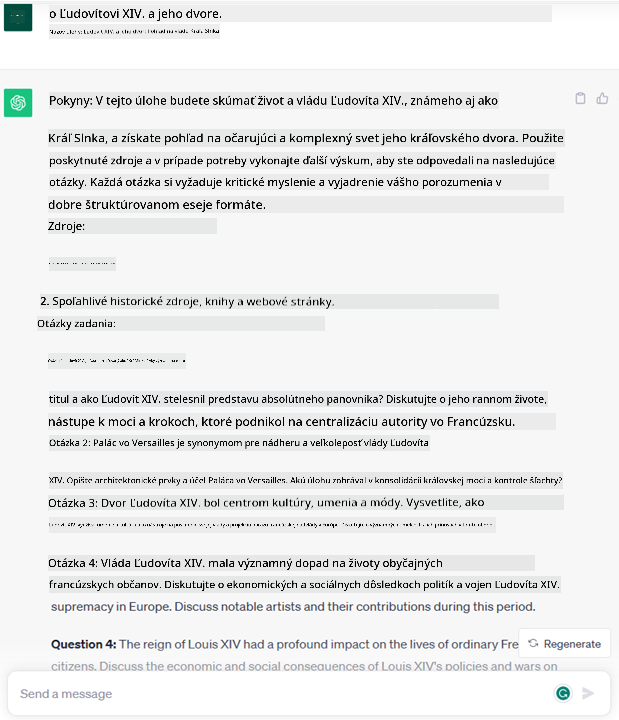 o Ľudovítovi XIV. a jeho dvore.
Pokyny: V tejto úlohe budete skúmať život a vládu Ľudovíta XIV., známeho aj ako
Kráľ Slnka, a získate pohľad na očarujúci a komplexný svet jeho kráľovského dvora. Použite
poskytnuté zdroje a v prípade potreby vykonajte ďalší výskum, aby ste odpovedali na nasledujúce
otázky. Každá otázka si vyžaduje kritické myslenie a vyjadrenie vášho porozumenia v
dobre štruktúrovanom eseje formáte.
Zdroje:
2. Spoľahlivé historické zdroje, knihy a webové stránky.
Otázky zadania:
titul a ako Ľudovít XIV. stelesnil predstavu absolútneho panovníka? Diskutujte o jeho rannom živote,
nástupe k moci a krokoch, ktoré podnikol na centralizáciu autority vo Francúzsku.
Otázka 2: Palác vo Versailles je synonymom pre nádheru a veľkoleposť vlády Ľudovíta
XIV. Opíšte architektonické prvky a účel Paláca vo Versailles. Akú úlohu zohrával v konsolidácii kráľovskej moci a kontrole šľachty?
Otázka 3: Dvor Ľudovíta XIV. bol centrom kultúry, umenia a módy. Vysvetlite, ako
Otázka 4: Vláda Ľudovíta XIV. mala významný dopad na životy obyčajných
francúzskych občanov. Diskutujte o ekonomických a sociálnych dôsledkoch politík a vojen Ľudovíta XIV.
supremacy in Europe. Discuss notable artists and their contributions during this period.
Question 4: The reign of Louis XIV had a profound impact on the lives of ordinary Fre
Regenerate
citizens. Discuss the economic and social consequences of Louis XIV's policies and wars on
Send a message